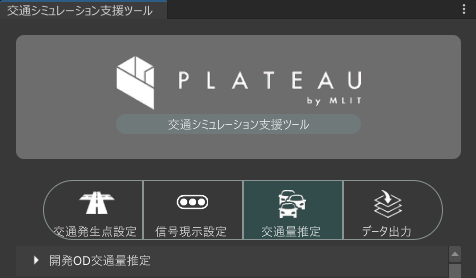 交通シミュレーション支援ツール
PLATEAU
by MLIT
交通シミュレーション支援ツール
交通発生点設定 信号現示設定 交通量推定 データ出力
開発OD交通量推定